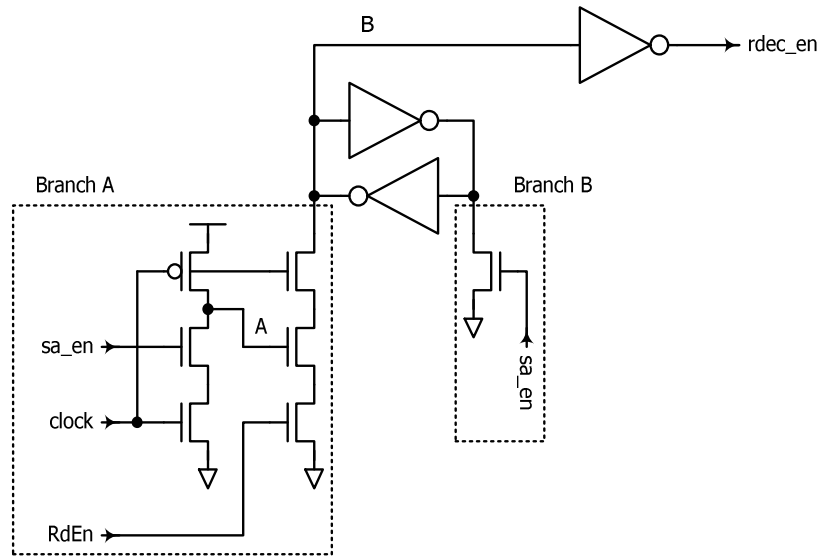 B
rdec_en
Branch A
Branch B
A
sa_en
sa_en
clock
RdEn